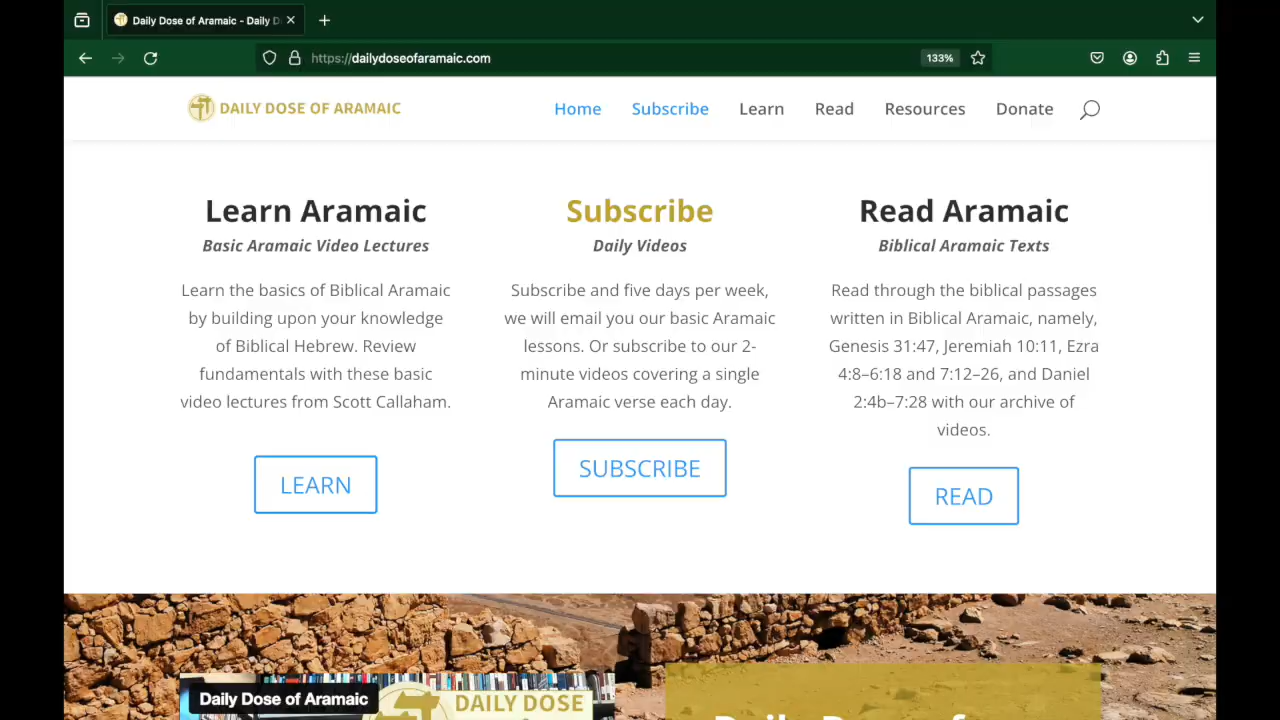 Daily Dose of Aramaic - Daily D
https://dailydoseofaramaic.com
133%
DAILY DOSE OF ARAMAIC
Home
Subscribe
Learn
Read
Resources
Donate
Learn Aramaic
Basic Aramaic Video Lectures
Learn the basics of Biblical Aramaic
by building upon your knowledge
of Biblical Hebrew. Review
fundamentals with these basic
video lectures from Scott Callaham.
LEARN
Subscribe
Daily Videos
Subscribe and five days per week,
we will email you our basic Aramaic
lessons. Or subscribe to our 2-
minute videos covering a single
Aramaic verse each day.
SUBSCRIBE
Read Aramaic
Biblical Aramaic Texts
Read through the biblical passages
written in Biblical Aramaic, namely,
Genesis 31:47, Jeremiah 10:11, Ezra
4:8–6:18 and 7:12–26, and Daniel
2:4b–7:28 with our archive of
videos.
READ
Daily Dose of Aramaic
DAILY DOSE
Daily Dose of